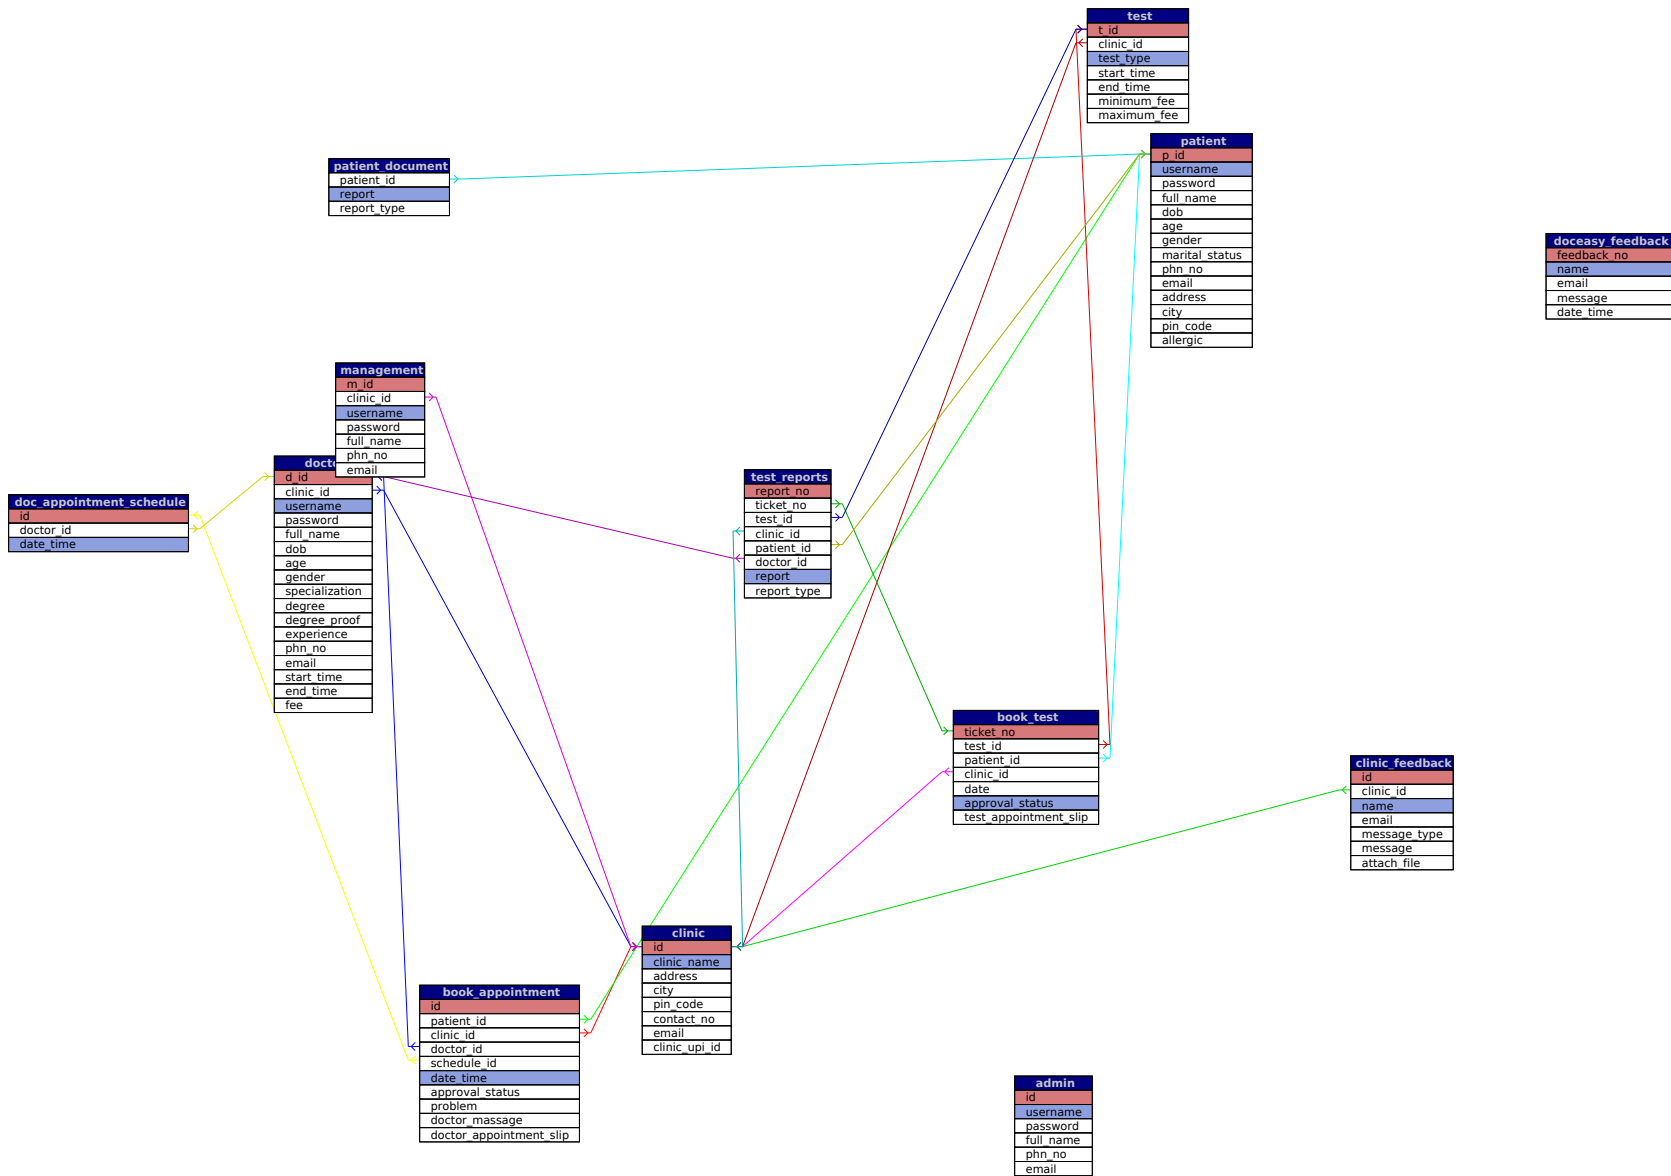 test
t_id
clinic_id
test_type
start_time
end_time
minimum_fee
maximum_fee
patient
p_id
username
password
full_name
dob
age
gender
marital_status
phn_no
email
address
city
pin_code
allergic
patient_document
patient_id
report
report_type
doceasy_feedback
feedback_no
name
email
message
date_time
management
m_id
clinic_id
username
password
full_name
phn_no
email
docto
d_id
clinic_id
username
password
full_name
dob
age
gender
specialization
degree
degree_proof
experience
phn_no
email
start_time
end_time
fee
doc_appointment_schedule
id
doctor_id
date_time
test_reports
report_no
ticket_no
test_id
clinic_id
patient_id
doctor_id
report
report_type
book_test
ticket_no
test_id
patient_id
clinic_id
date
approval_status
test_appointment_slip
clinic_feedback
id
clinic_id
name
email
message_type
message
attach_file
clinic
id
clinic_name
address
city
pin_code
contact_no
email
clinic_upi_id
book_appointment
id
patient_id
clinic_id
doctor_id
schedule_id
date_time
approval_status
problem
doctor_massage
doctor_appointment_slip
admin
id
username
password
full_name
phn_no
email